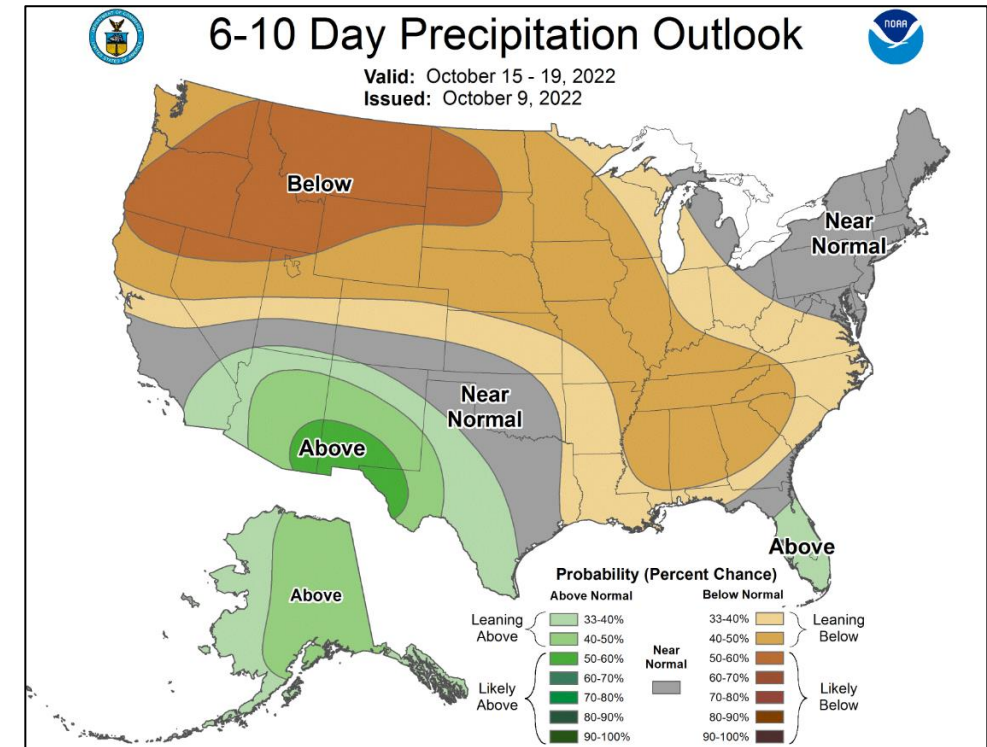 6-10 Day Precipitation Outlook
NOAA
Valid: October 15 - 19, 2022
Issued: October 9, 2022
Below
Near
Normal
Near
Normal
Above
Above
Above
Probability (Percent Chance)
Above Normal Below Normal
Leaning
Above
33-40%
40-50%
Likely
Above
50-60%
60-70%
70-80%
80-90%
90-100%
Near
Normal
33-40%
40-50%
Leaning
Below
50-60%
60-70%
70-80%
80-90%
90-100%
Likely
Below